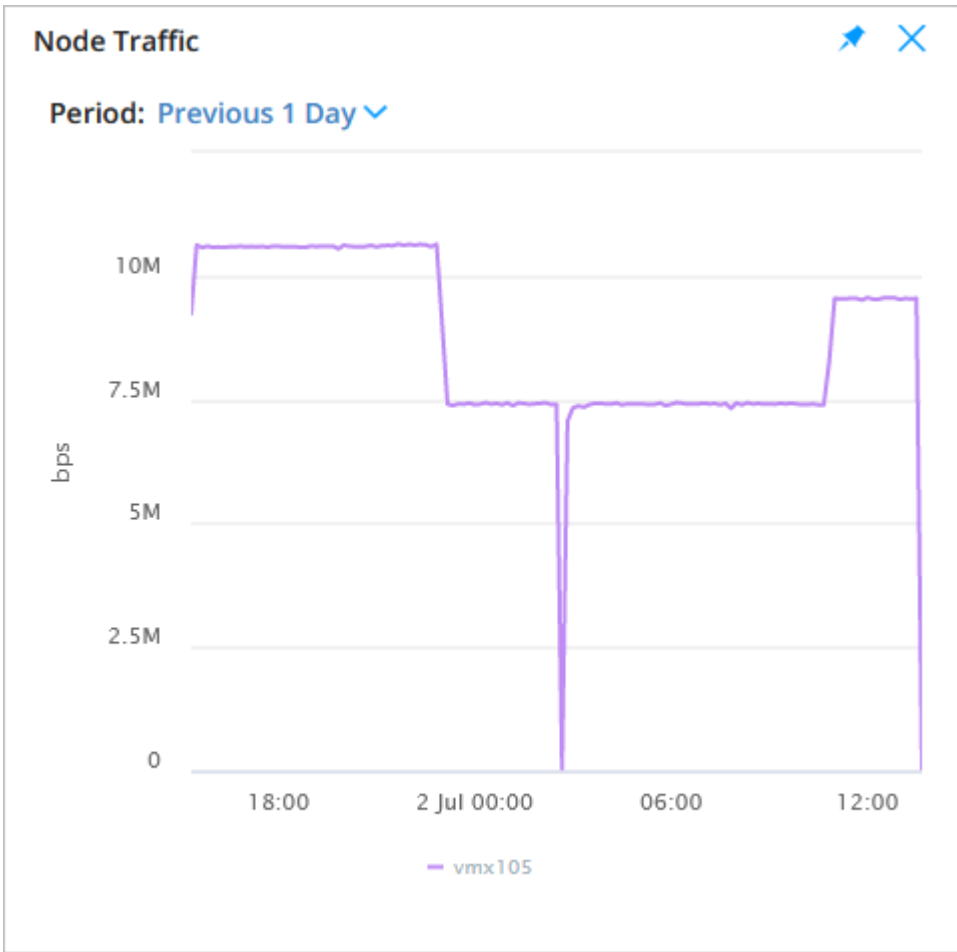 Node Traffic
Period: Previous 1 Day
10M
7.5M
5M
2.5M
0
bps
18:00
2 Jul 00:00
06:00
12:00
vmx105